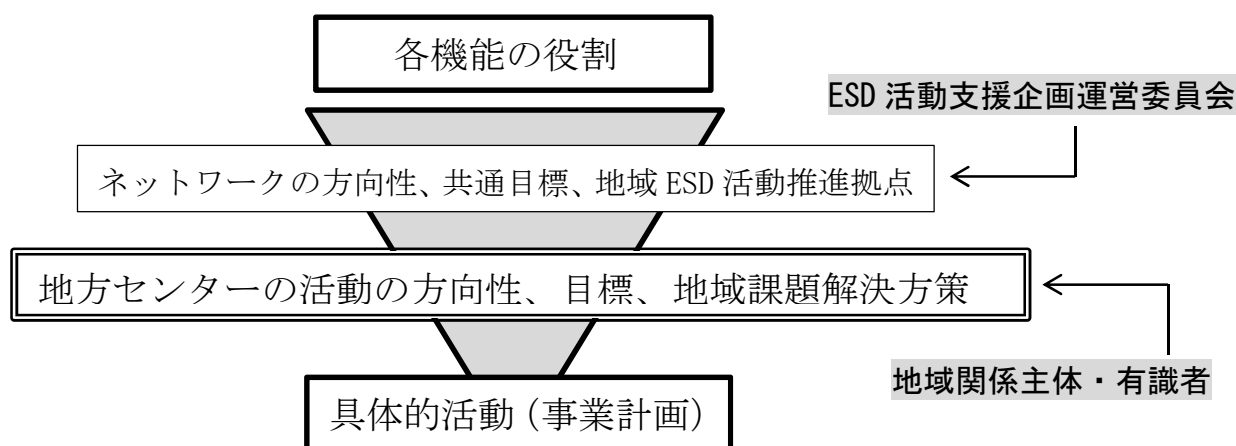 各機能の役割
ESD 活動支援企画運営委員会
ネットワークの方向性、共通目標、地域 ESD 活動推進拠点
地方センターの活動の方向性、目標、地域課題解決方策
地域関係主体・有識者
具体的活動(事業計画)